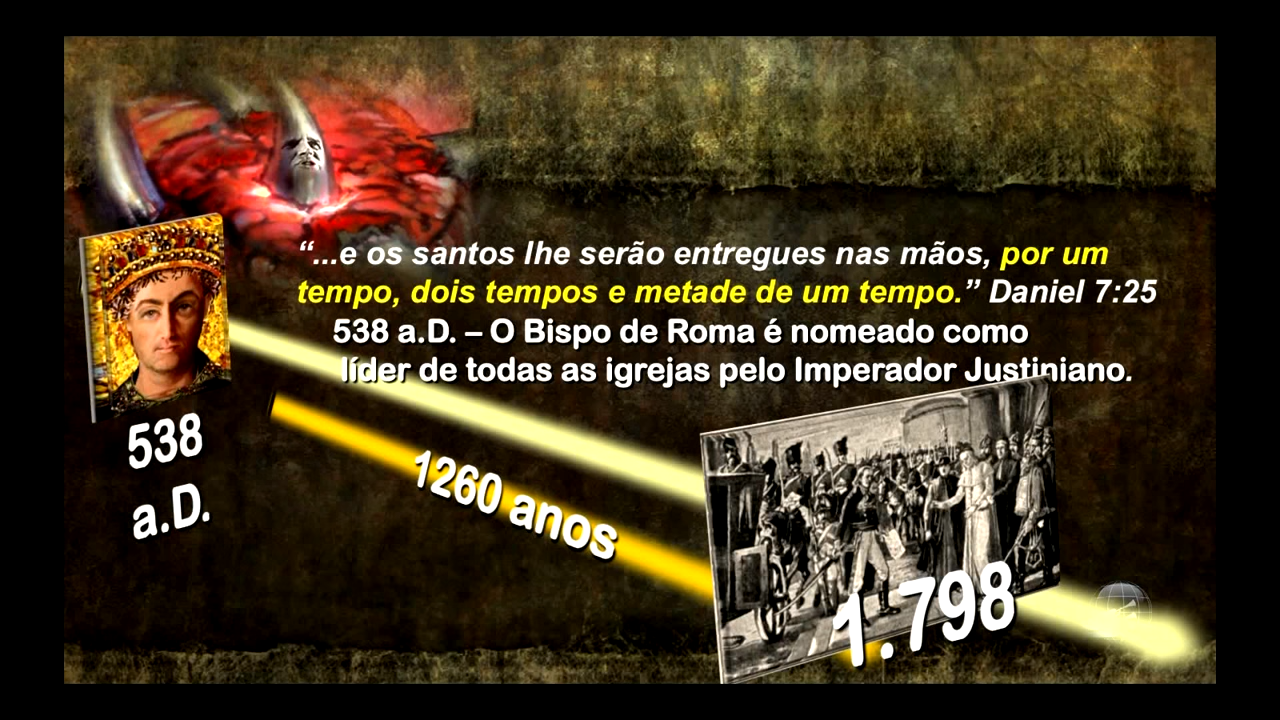 “...e os santos lhe serão entregues nas mãos, por um
tempo, dois tempos e metade de um tempo.” Daniel 7:25
538 a.D. – O Bispo de Roma é nomeado como
líder de todas as igrejas pelo Imperador Justiniano.
538
a.D.
1260 anos
1.798